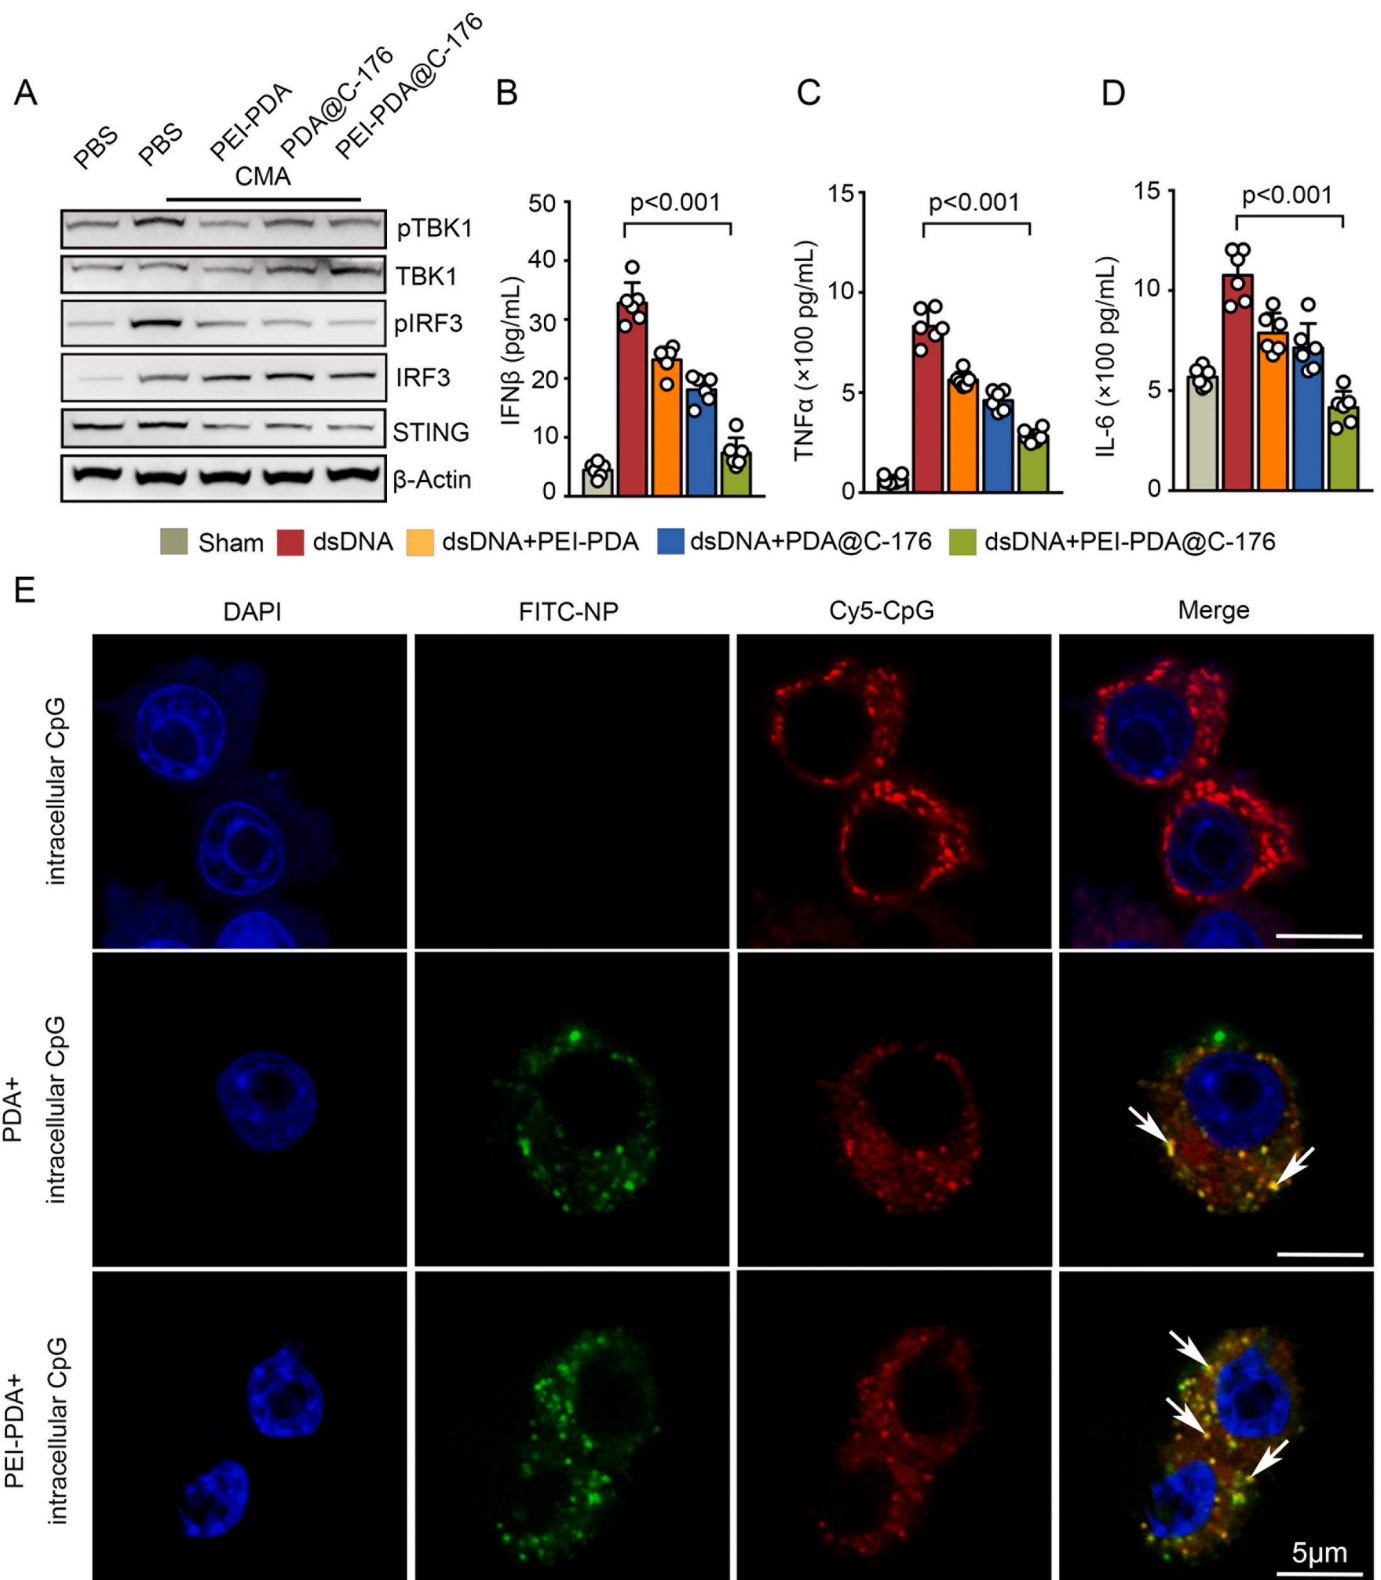 A
PBS
PBS
PEI-PDA
PDA@C-176
PEI-PDA@C-176
CMA
pTBK1
TBK1
pIRF3
IRF3
STING
β-Actin
B
p<0.001
IFNβ (pg/mL)
50
40
30
20
10
0
C
p<0.001
TNFα (×100 pg/mL)
15
10
5
0
D
p<0.001
IL-6 (×100 pg/mL)
15
10
5
0
Sham dsDNA dsDNA+PEI-PDA dsDNA+PDA@C-176 dsDNA+PEI-PDA@C-176
E
DAPI FITC-NP Cy5-CpG Merge
intracellular CpG
PDA+
intracellular CpG
PEI-PDA+
intracellular CpG
5μm